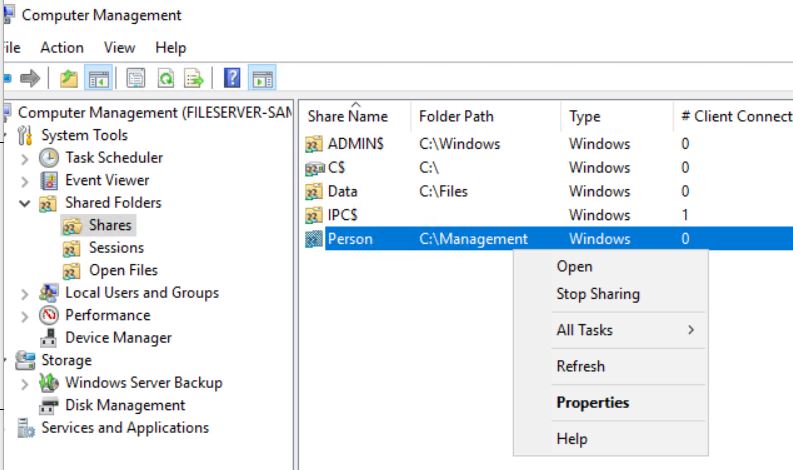 Computer Management
File Action View Help
Computer Management (FILESERVER-SAM
System Tools
Task Scheduler
Event Viewer
Shared Folders
Shares
Sessions
Open Files
Local Users and Groups
Performance
Device Manager
Storage
Windows Server Backup
Disk Management
Services and Applications
Share Name Folder Path Type # Client Connect
ADMIN$ C:\Windows Windows 0
C$ C:\ Windows 0
Data C:\Files Windows 0
IPC$ Windows 1
Person C:\Management Windows 0
Open
Stop Sharing
All Tasks
Refresh
Properties
Help